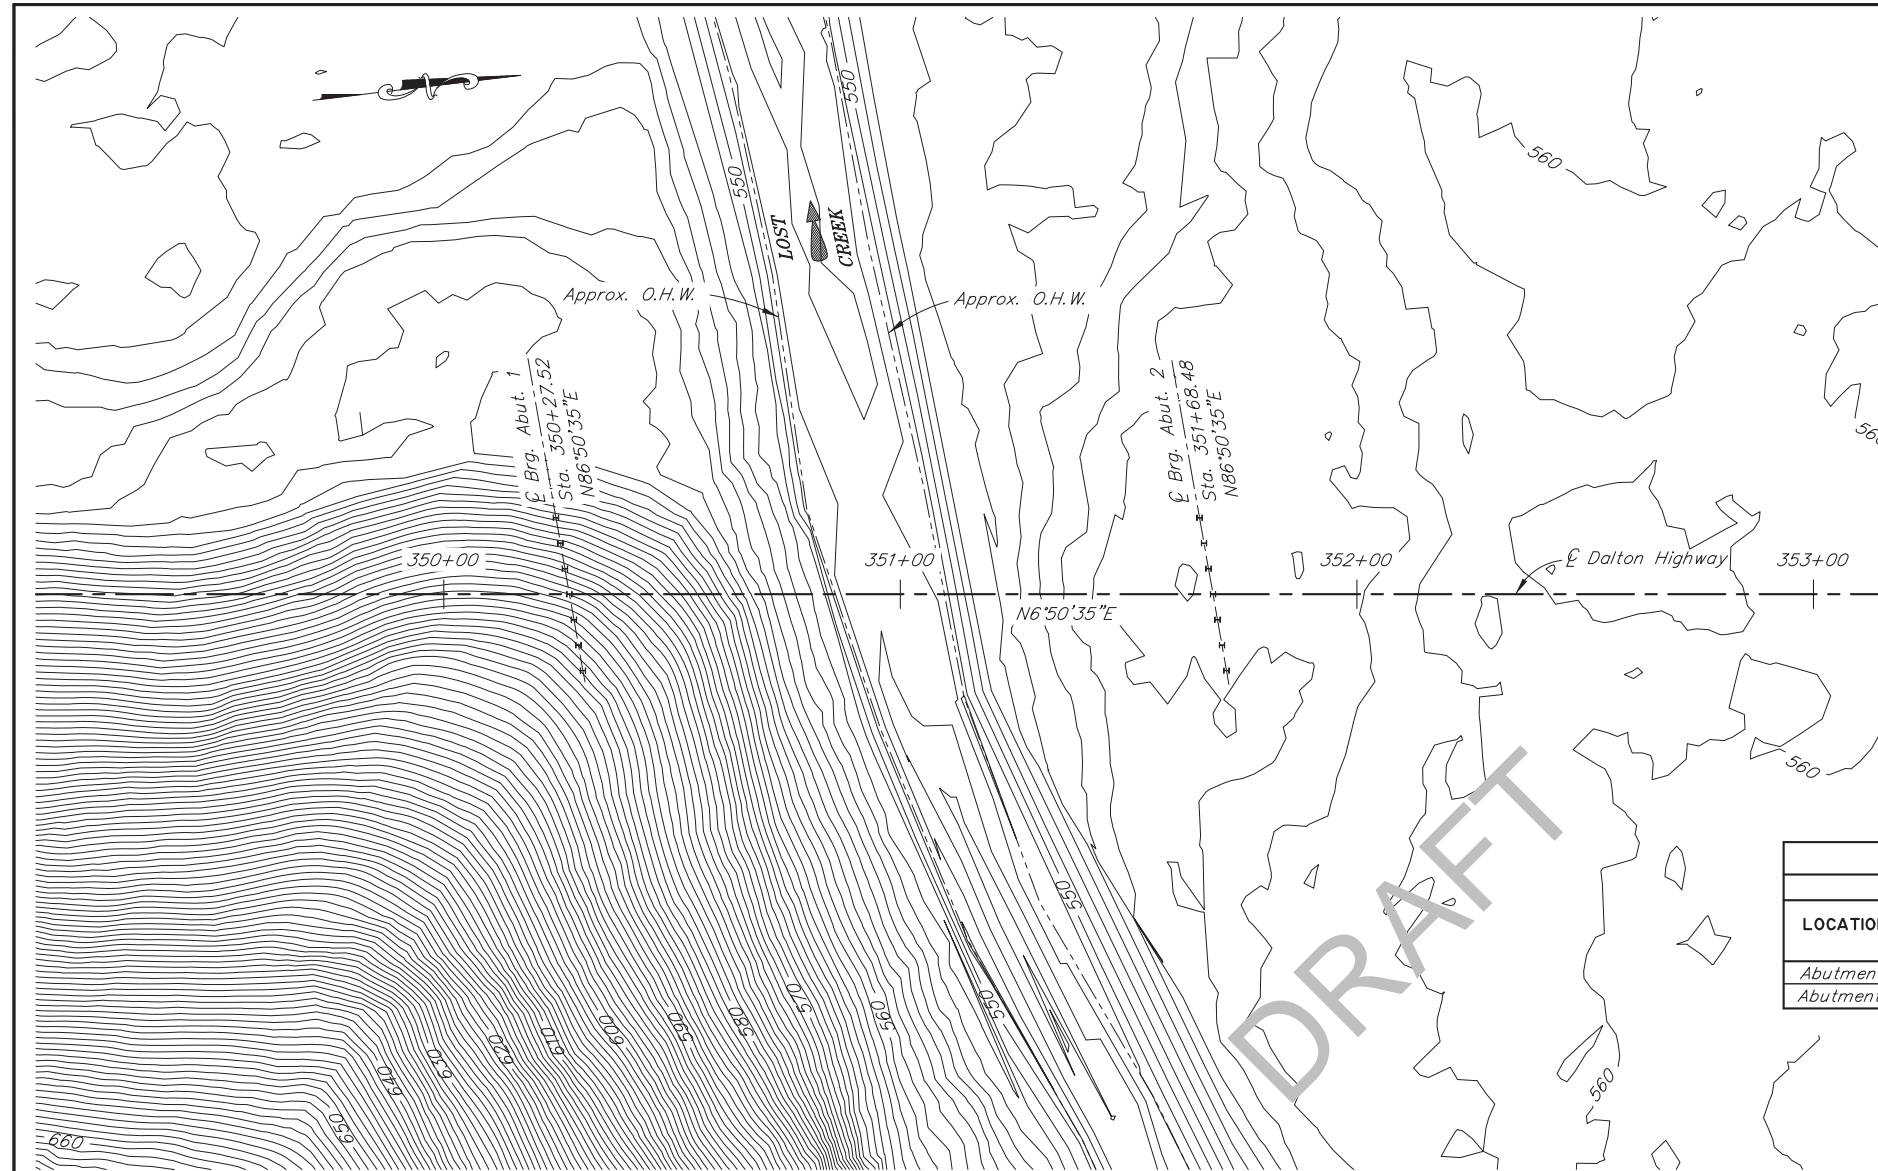 550
550
560
LOST
CREEK
Approx. O.H.W.
Approx. O.H.W.
℄ Brg. Abut. 1
Sta. 350+27.52
N86°50'35"E
℄ Brg. Abut. 2
Sta. 351+68.48
N86°50'35"E
560
350+00
351+00
352+00
℄ Dalton Highway
353+00
N6°50'35"E
560
DRAFT
550
LOCATION
Abutmen
Abutment
550
560
570
580
590
600
610
620
630
640
650
660
560